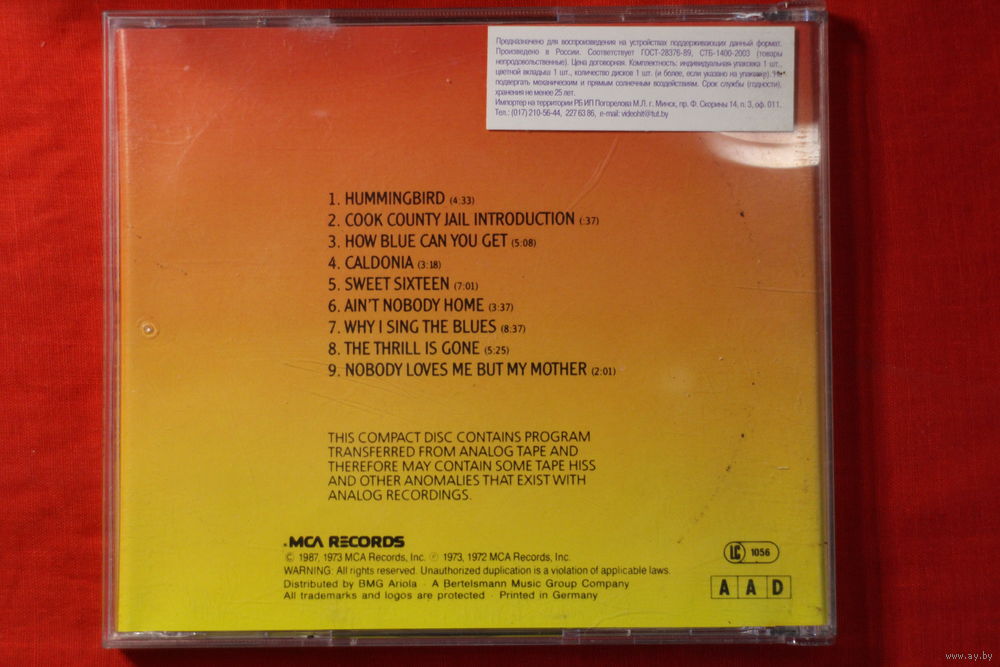 Предназначено для воспроизведения на устройствах поддерживающих данный формат.
Произведено в России. Соответствует ГОСТ-28376-89, СТБ-1400-2003 (товары
непродовольственные). Цена договорная. Комплектность: индивидуальная упаковка 1 шт.,
цветной вкладыш 1 шт., количество дисков 1 шт. (и более, если указано на упаковке). Не
подвергать механическим и прямым солнечным воздействиям. Срок службы (годности),
хранения не менее 25 лет.
Импортер на территории РБ ИП Погорелова М.Л. г. Минск, пр. Ф. Скорины 14, п. 3, оф. 011.
Тел.: (017) 210-56-44, 227 63 86, e-mail: videohit@tut.by
1. HUMMINGBIRD (4:33)
2. COOK COUNTY JAIL INTRODUCTION (:37)
3. HOW BLUE CAN YOU GET (5:08)
4. CALDONIA (3:18)
5. SWEET SIXTEEN (7:01)
6. AIN'T NOBODY HOME (3:37)
7. WHY I SING THE BLUES (8:37)
8. THE THRILL IS GONE (5:25)
9. NOBODY LOVES ME BUT MY MOTHER (2:01)
THIS COMPACT DISC CONTAINS PROGRAM
TRANSFERRED FROM ANALOG TAPE AND
THEREFORE MAY CONTAIN SOME TAPE HISS
AND OTHER ANOMALIES THAT EXIST WITH
ANALOG RECORDINGS.
MCA RECORDS
© 1987, 1973 MCA Records, Inc. ℗ 1973, 1972 MCA Records, Inc.
WARNING: All rights reserved. Unauthorized duplication is a violation of applicable laws.
Distributed by BMG Ariola · A Bertelsmann Music Group Company
All trademarks and logos are protected · Printed in Germany
LC 1056
A A D
www.ay.by